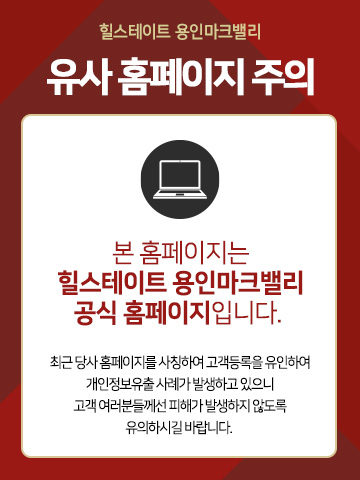 힐스테이트 용인마크밸리
유사 홈페이지 주의
본 홈페이지는
힐스테이트 용인마크밸리
공식 홈페이지입니다.
최근 당사 홈페이지를 사칭하여 고객등록을 유인하여
개인정보유출 사례가 발생하고 있으니
고객 여러분들께선 피해가 발생하지 않도록
유의하시길 바랍니다.